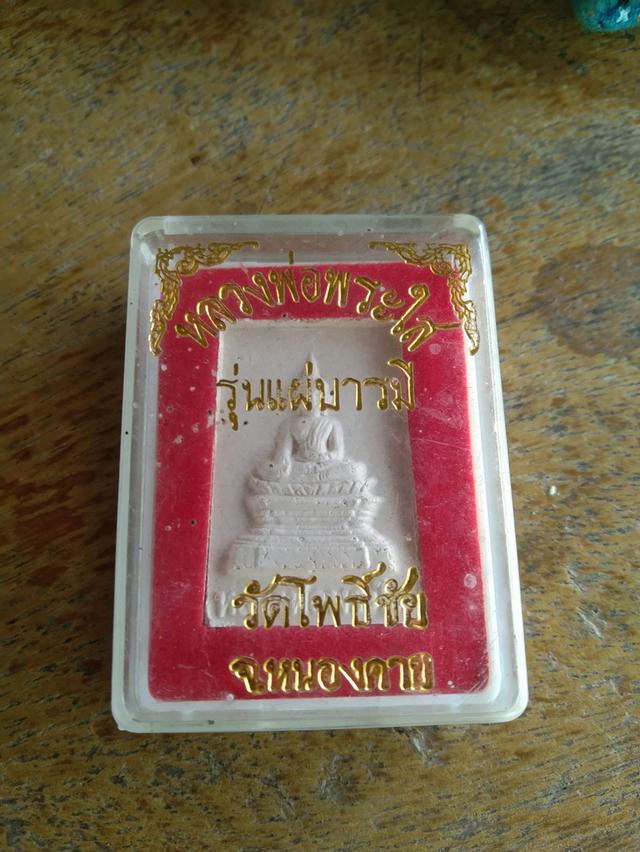 หลวงพ่อพระใส
รุ่นแผ่บารมี
วัดโพธิ์ชัย
จ.หนองคาย